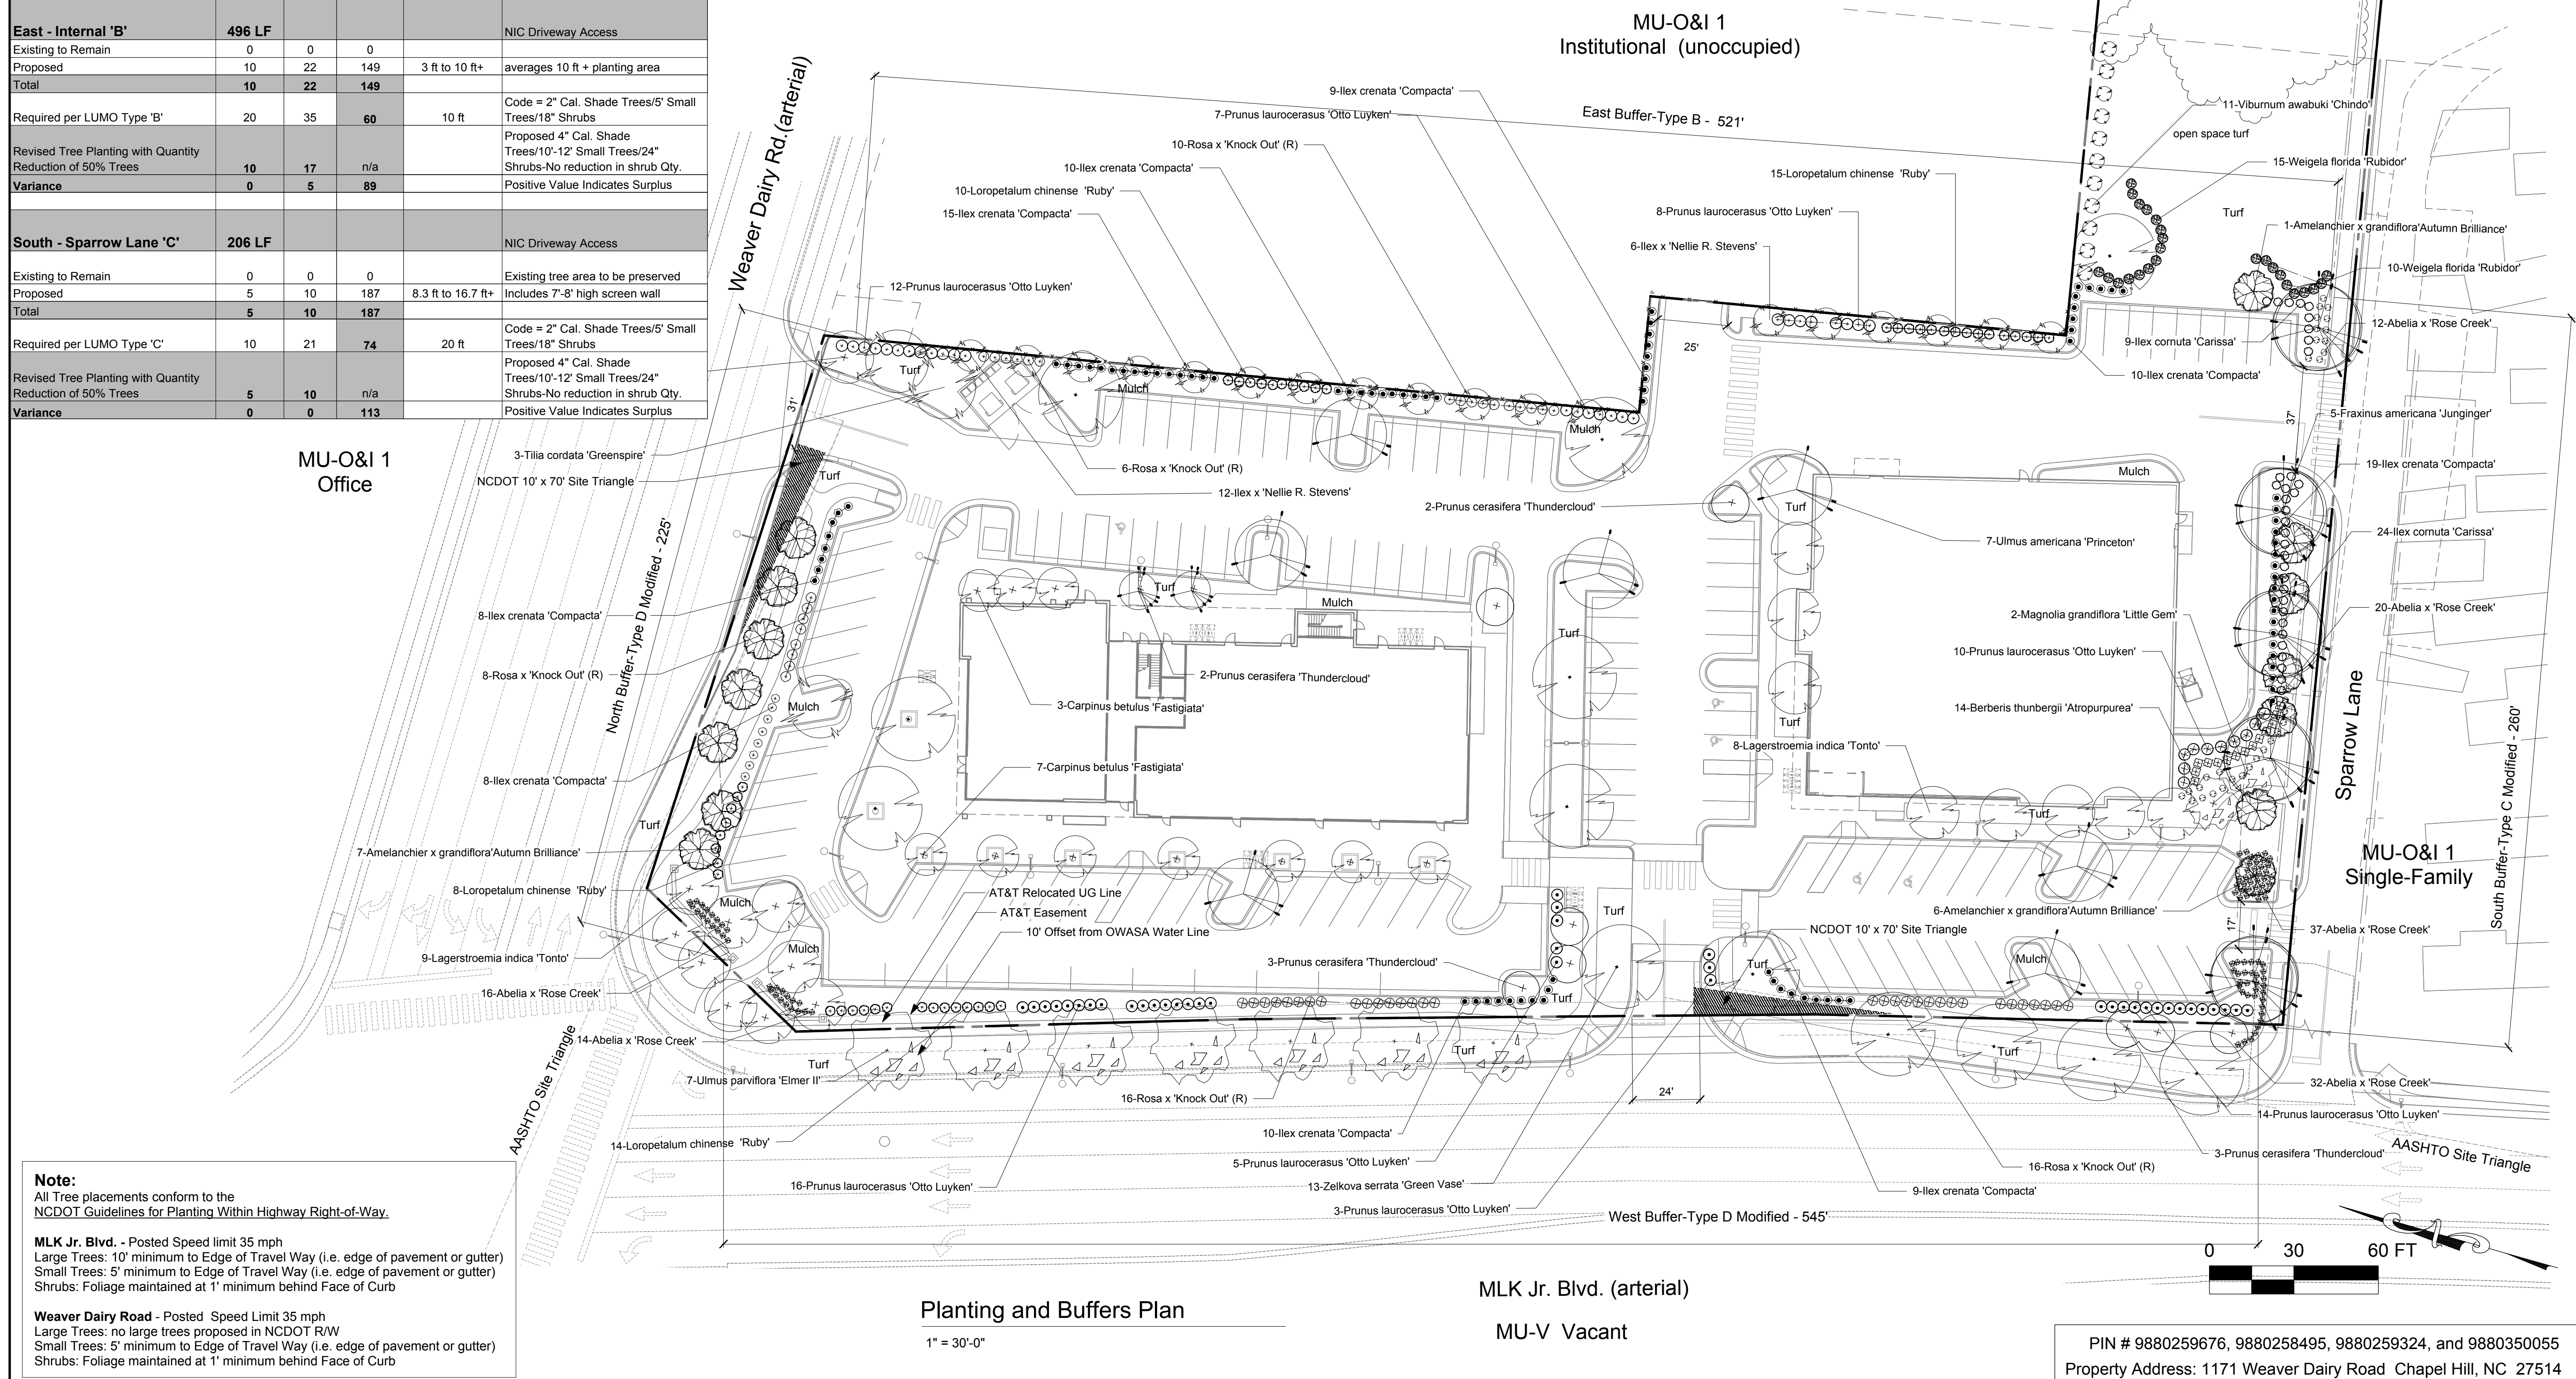 East - Internal 'B' 496 LF NIC Driveway Access
Existing to Remain 0 0 0
Proposed 10 22 149 3 ft to 10 ft+ averages 10 ft + planting area
Total 10 22 149
Required per LUMO Type 'B' 20 35 60 10 ft Code = 2" Cal. Shade Trees/5' Small Trees/18" Shrubs
Revised Tree Planting with Quantity Reduction of 50% Trees 10 17 n/a Proposed 4" Cal. Shade Trees/10'-12' Small Trees/24" Shrubs-No reduction in shrub Qty.
Variance 0 5 89 Positive Value Indicates Surplus
South - Sparrow Lane 'C' 206 LF NIC Driveway Access
Existing to Remain 0 0 0 Existing tree area to be preserved
Proposed 5 10 187 8.3 ft to 16.7 ft+ Includes 7'-8' high screen wall
Total 5 10 187
Required per LUMO Type 'C' 10 21 74 20 ft Code = 2" Cal. Shade Trees/5' Small Trees/18" Shrubs
Revised Tree Planting with Quantity Reduction of 50% Trees 5 10 n/a Proposed 4" Cal. Shade Trees/10'-12' Small Trees/24" Shrubs-No reduction in shrub Qty.
Variance 0 0 113 Positive Value Indicates Surplus
MU-O&I 1
Institutional (unoccupied)
Weaver Dairy Rd.(arterial)
East Buffer-Type B - 521'
9-Ilex crenata 'Compacta'
7-Prunus laurocerasus 'Otto Luyken'
10-Rosa x 'Knock Out' (R)
10-Ilex crenata 'Compacta'
10-Loropetalum chinense 'Ruby'
15-Ilex crenata 'Compacta'
12-Prunus laurocerasus 'Otto Luyken'
15-Loropetalum chinense 'Ruby'
8-Prunus laurocerasus 'Otto Luyken'
6-Ilex x 'Nellie R. Stevens'
11-Viburnum awabuki 'Chindo'
open space turf
15-Weigela florida 'Rubidor'
Turf
1-Amelanchier x grandiflora'Autumn Brilliance'
10-Weigela florida 'Rubidor'
12-Abelia x 'Rose Creek'
9-Ilex cornuta 'Carissa'
10-Ilex crenata 'Compacta'
25'
31'
37'
Turf
Mulch
Mulch
5-Fraxinus americana 'Junginger'
MU-O&I 1
Office
3-Tilia cordata 'Greenspire'
NCDOT 10' x 70' Site Triangle
Turf
6-Rosa x 'Knock Out' (R)
12-Ilex x 'Nellie R. Stevens'
2-Prunus cerasifera 'Thundercloud'
Turf
Mulch
19-Ilex crenata 'Compacta'
7-Ulmus americana 'Princeton'
24-Ilex cornuta 'Carissa'
North Buffer-Type D Modified - 225'
8-Ilex crenata 'Compacta'
8-Rosa x 'Knock Out' (R)
Turf
Mulch
Turf
2-Prunus cerasifera 'Thundercloud'
3-Carpinus betulus 'Fastigiata'
Mulch
2-Magnolia grandiflora 'Little Gem'
20-Abelia x 'Rose Creek'
10-Prunus laurocerasus 'Otto Luyken'
14-Berberis thunbergii 'Atropurpurea'
Turf
8-Lagerstroemia indica 'Tonto'
Sparrow Lane
South Buffer-Type C Modified - 260'
8-Ilex crenata 'Compacta'
7-Carpinus betulus 'Fastigiata'
Turf
Turf
7-Amelanchier x grandiflora'Autumn Brilliance'
MU-O&I 1
Single-Family
8-Loropetalum chinense 'Ruby'
Mulch
AT&T Relocated UG Line
AT&T Easement
10' Offset from OWASA Water Line
Turf
6-Amelanchier x grandiflora'Autumn Brilliance'
17'
37-Abelia x 'Rose Creek'
NCDOT 10' x 70' Site Triangle
9-Lagerstroemia indica 'Tonto'
Mulch
3-Prunus cerasifera 'Thundercloud'
Turf
Mulch
16-Abelia x 'Rose Creek'
Turf
14-Abelia x 'Rose Creek'
Turf
Turf
Turf
7-Ulmus parviflora 'Elmer II'
16-Rosa x 'Knock Out' (R)
24'
32-Abelia x 'Rose Creek'
14-Prunus laurocerasus 'Otto Luyken'
AASHTO Site Triangle
14-Loropetalum chinense 'Ruby'
10-Ilex crenata 'Compacta'
5-Prunus laurocerasus 'Otto Luyken'
16-Prunus laurocerasus 'Otto Luyken'
13-Zelkova serrata 'Green Vase'
3-Prunus laurocerasus 'Otto Luyken'
3-Prunus cerasifera 'Thundercloud'
AASHTO Site Triangle
16-Rosa x 'Knock Out' (R)
9-Ilex crenata 'Compacta'
West Buffer-Type D Modified - 545'
Note:
All Tree placements conform to the
NCDOT Guidelines for Planting Within Highway Right-of-Way.
MLK Jr. Blvd. - Posted Speed limit 35 mph
Large Trees: 10' minimum to Edge of Travel Way (i.e. edge of pavement or gutter)
Small Trees: 5' minimum to Edge of Travel Way (i.e. edge of pavement or gutter)
Shrubs: Foliage maintained at 1' minimum behind Face of Curb
Weaver Dairy Road - Posted Speed Limit 35 mph
Large Trees: no large trees proposed in NCDOT R/W
Small Trees: 5' minimum to Edge of Travel Way (i.e. edge of pavement or gutter)
Shrubs: Foliage maintained at 1' minimum behind Face of Curb
Planting and Buffers Plan
1" = 30'-0"
MLK Jr. Blvd. (arterial)
MU-V Vacant
0 30 60 FT
PIN # 9880259676, 9880258495, 9880259324, and 9880350055
Property Address: 1171 Weaver Dairy Road Chapel Hill, NC 27514